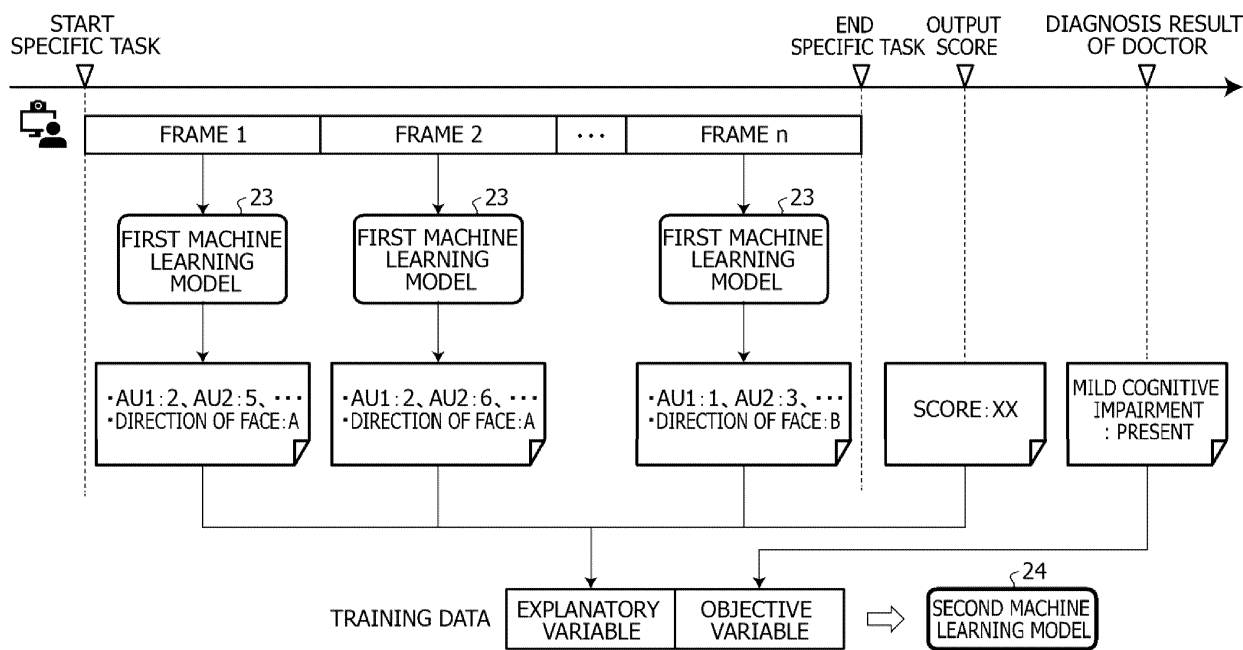 START
SPECIFIC TASK
END
SPECIFIC TASK
OUTPUT
SCORE
DIAGNOSIS RESULT
OF DOCTOR
FRAME 1
FRAME 2
···
FRAME n
23
23
23
FIRST MACHINE
LEARNING
MODEL
FIRST MACHINE
LEARNING
MODEL
FIRST MACHINE
LEARNING
MODEL
・AU1:2、AU2:5、···
・DIRECTION OF FACE:A
・AU1:2、AU2:6、···
・DIRECTION OF FACE:A
・AU1:1、AU2:3、···
・DIRECTION OF FACE:B
SCORE:XX
MILD COGNITIVE
IMPAIRMENT
:PRESENT
TRAINING DATA
EXPLANATORY
VARIABLE
OBJECTIVE
VARIABLE
24
SECOND MACHINE
LEARNING MODEL